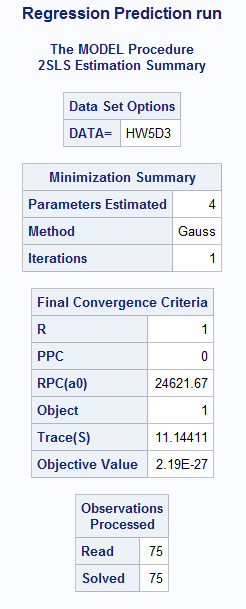 Regression Prediction run
The MODEL Procedure
2SLS Estimation Summary
Data Set Options
DATA= HW5D3
Minimization Summary
Parameters Estimated 4
Method Gauss
Iterations 1
Final Convergence Criteria
R 1
PPC 0
RPC(a0) 24621.67
Object 1
Trace(S) 11.14411
Objective Value 2.19E-27
Observations
Processed
Read 75
Solved 75